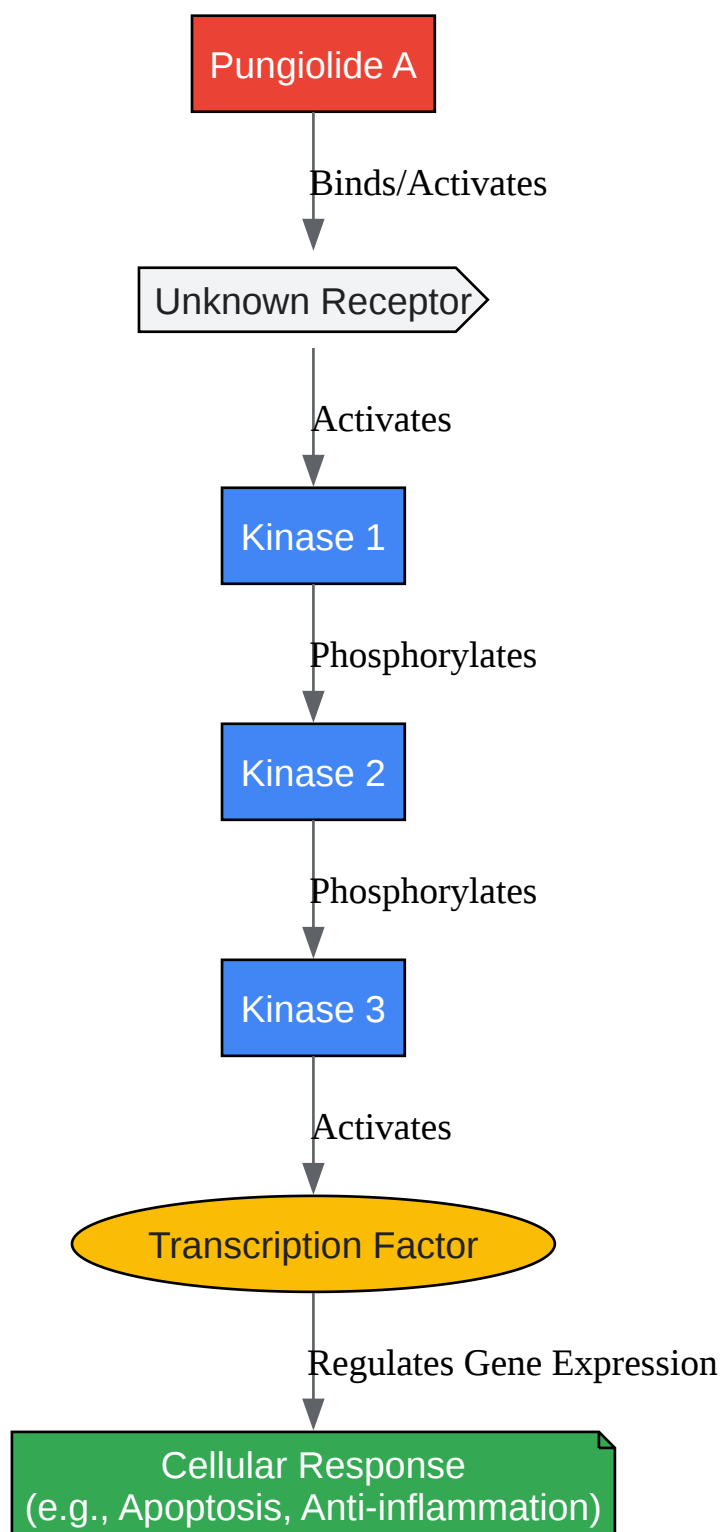 Pungiolide A
Binds/Activates
Unknown Receptor
Activates
Kinase 1
Phosphorylates
Kinase 2
Phosphorylates
Kinase 3
Activates
Transcription Factor
Regulates Gene Expression
Cellular Response
(e.g., Apoptosis, Anti-inflammation)